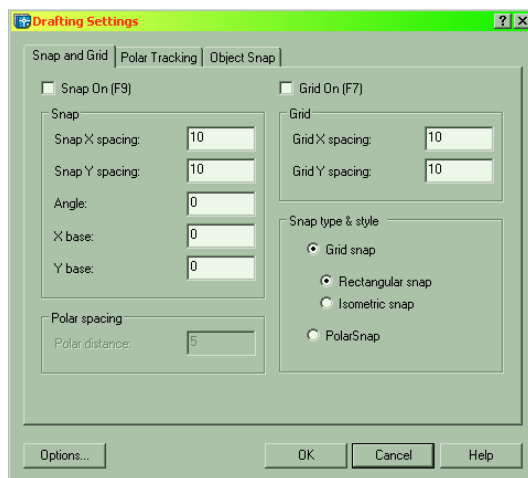 Drafting Settings
Snap and Grid
Polar Tracking
Object Snap
Snap On (F9)
Grid On (F7)
Snap
Snap X spacing: 10
Snap Y spacing: 10
Angle: 0
X base: 0
Y base: 0
Grid
Grid X spacing: 10
Grid Y spacing: 10
Snap type & style
Grid snap
Rectangular snap
Isometric snap
PolarSnap
Polar spacing
Polar distance: 5
Options...
OK
Cancel
Help